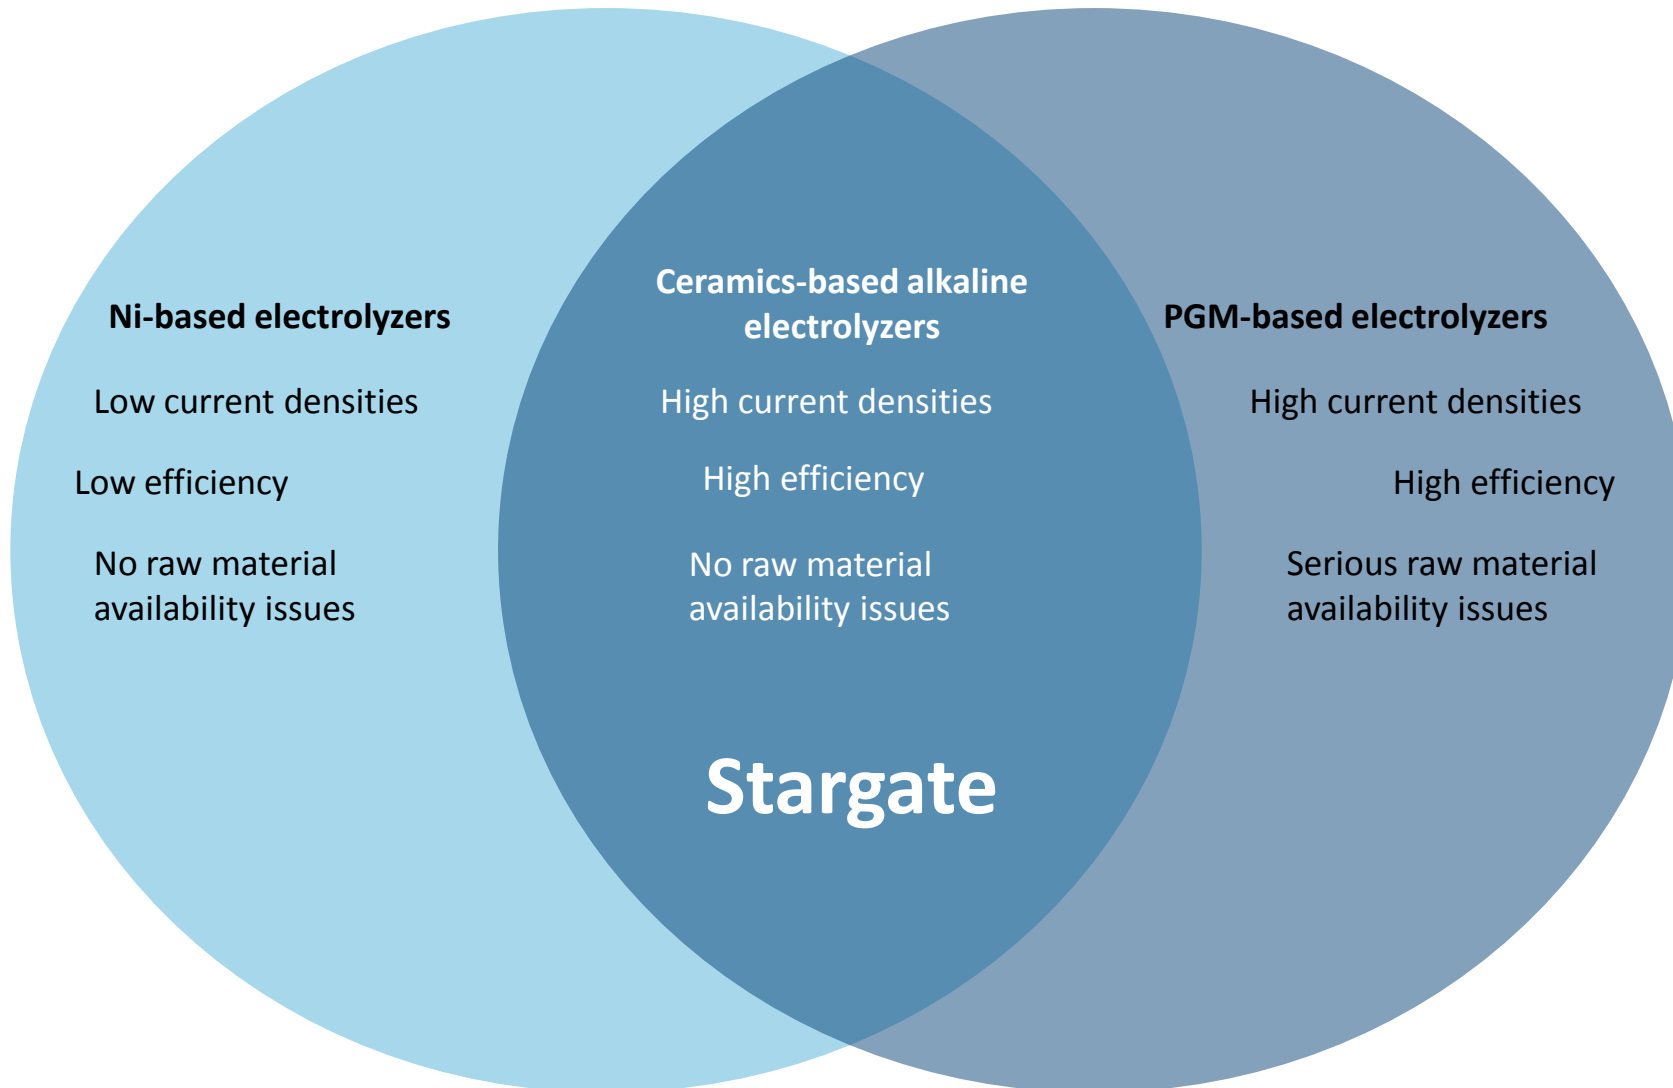 Ni-based electrolyzers
Low current densities
Low efficiency
No raw material
availability issues
Ceramics-based alkaline
electrolyzers
High current densities
High efficiency
No raw material
availability issues
Stargate
PGM-based electrolyzers
High current densities
High efficiency
Serious raw material
availability issues